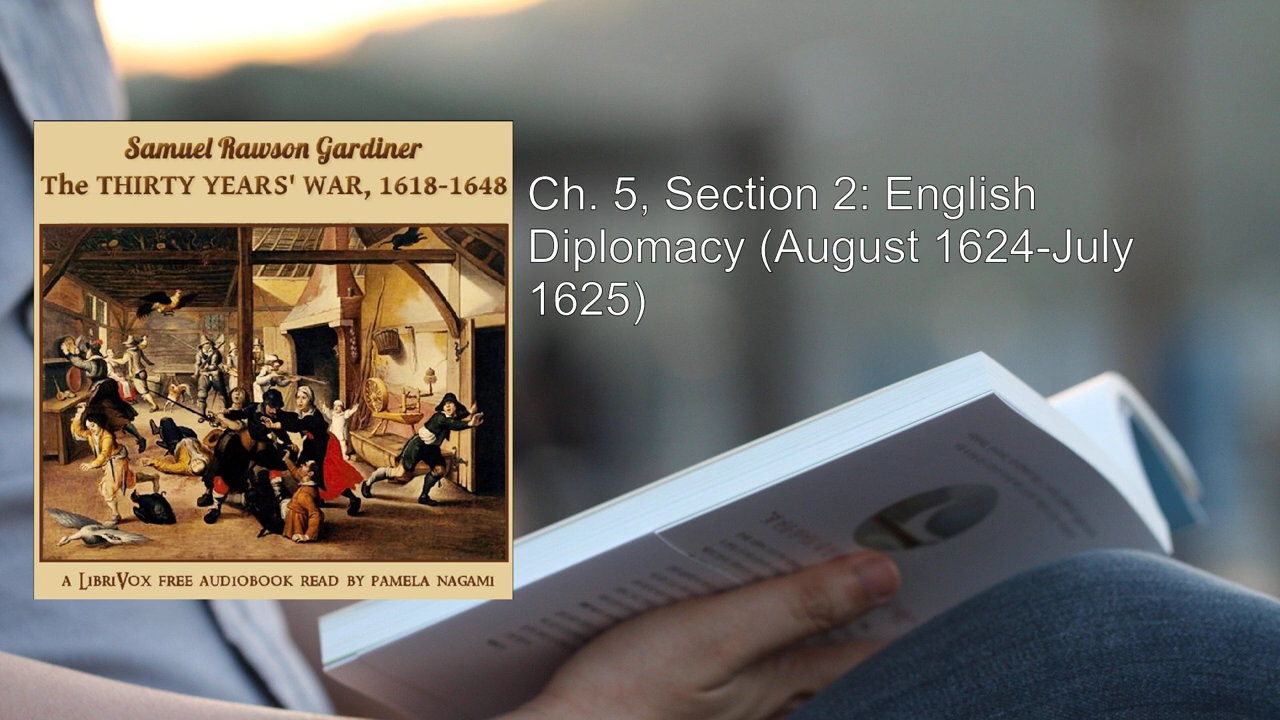 Samuel Rawson Gardiner
The THIRTY YEARS' WAR, 1618-1648
A LIBRIVOX FREE AUDIOBOOK READ BY PAMELA NAGAMI
Ch. 5, Section 2: English
Diplomacy (August 1624-July
1625)